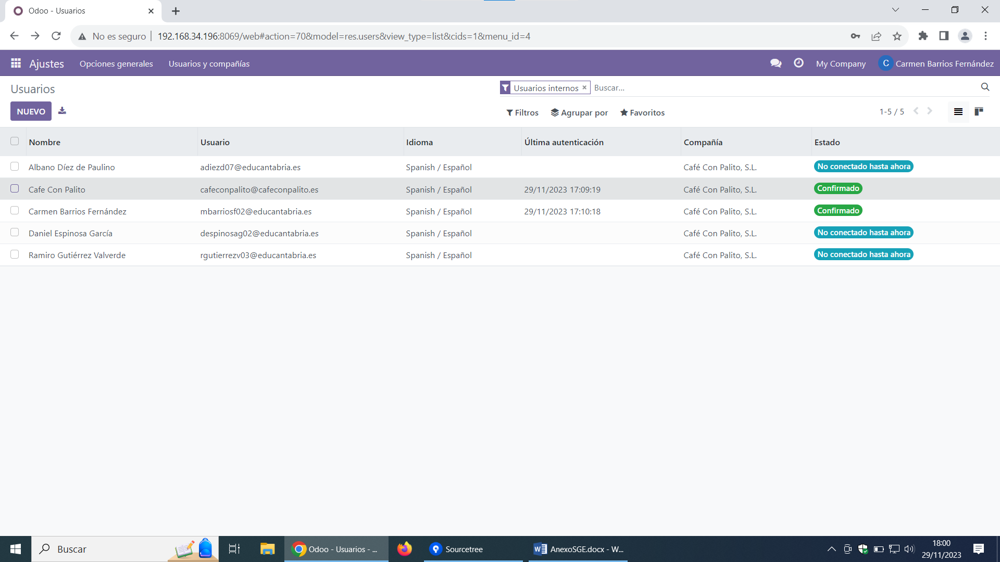 Odoo - Usuarios
No es seguro
192.168.34.196:8069/web#action=70&model=res.users&view_type=list&cids=1&menu_id=4
Ajustes Opciones generales Usuarios y compañías My Company C Carmen Barrios Fernández
Usuarios
Usuarios internos × Buscar...
NUEVO
Filtros Agrupar por Favoritos 1-5 / 5
Nombre Usuario Idioma Última autenticación Compañía Estado
Albano Díez de Paulino adiezd07@educantabria.es Spanish / Español Café Con Palito, S.L. No conectado hasta ahora
Cafe Con Palito cafeconpalito@cafeconpalito.es Spanish / Español 29/11/2023 17:09:19 Café Con Palito, S.L. Confirmado
Carmen Barrios Fernández mbarriosf02@educantabria.es Spanish / Español 29/11/2023 17:10:18 Café Con Palito, S.L. Confirmado
Daniel Espinosa García despinosag02@educantabria.es Spanish / Español Café Con Palito, S.L. No conectado hasta ahora
Ramiro Gutiérrez Valverde rgutierrezv03@educantabria.es Spanish / Español Café Con Palito, S.L. No conectado hasta ahora
Buscar
Odoo - Usuarios - ...
Sourcetree
AnexoSGE.docx - W...
18:00
29/11/2023